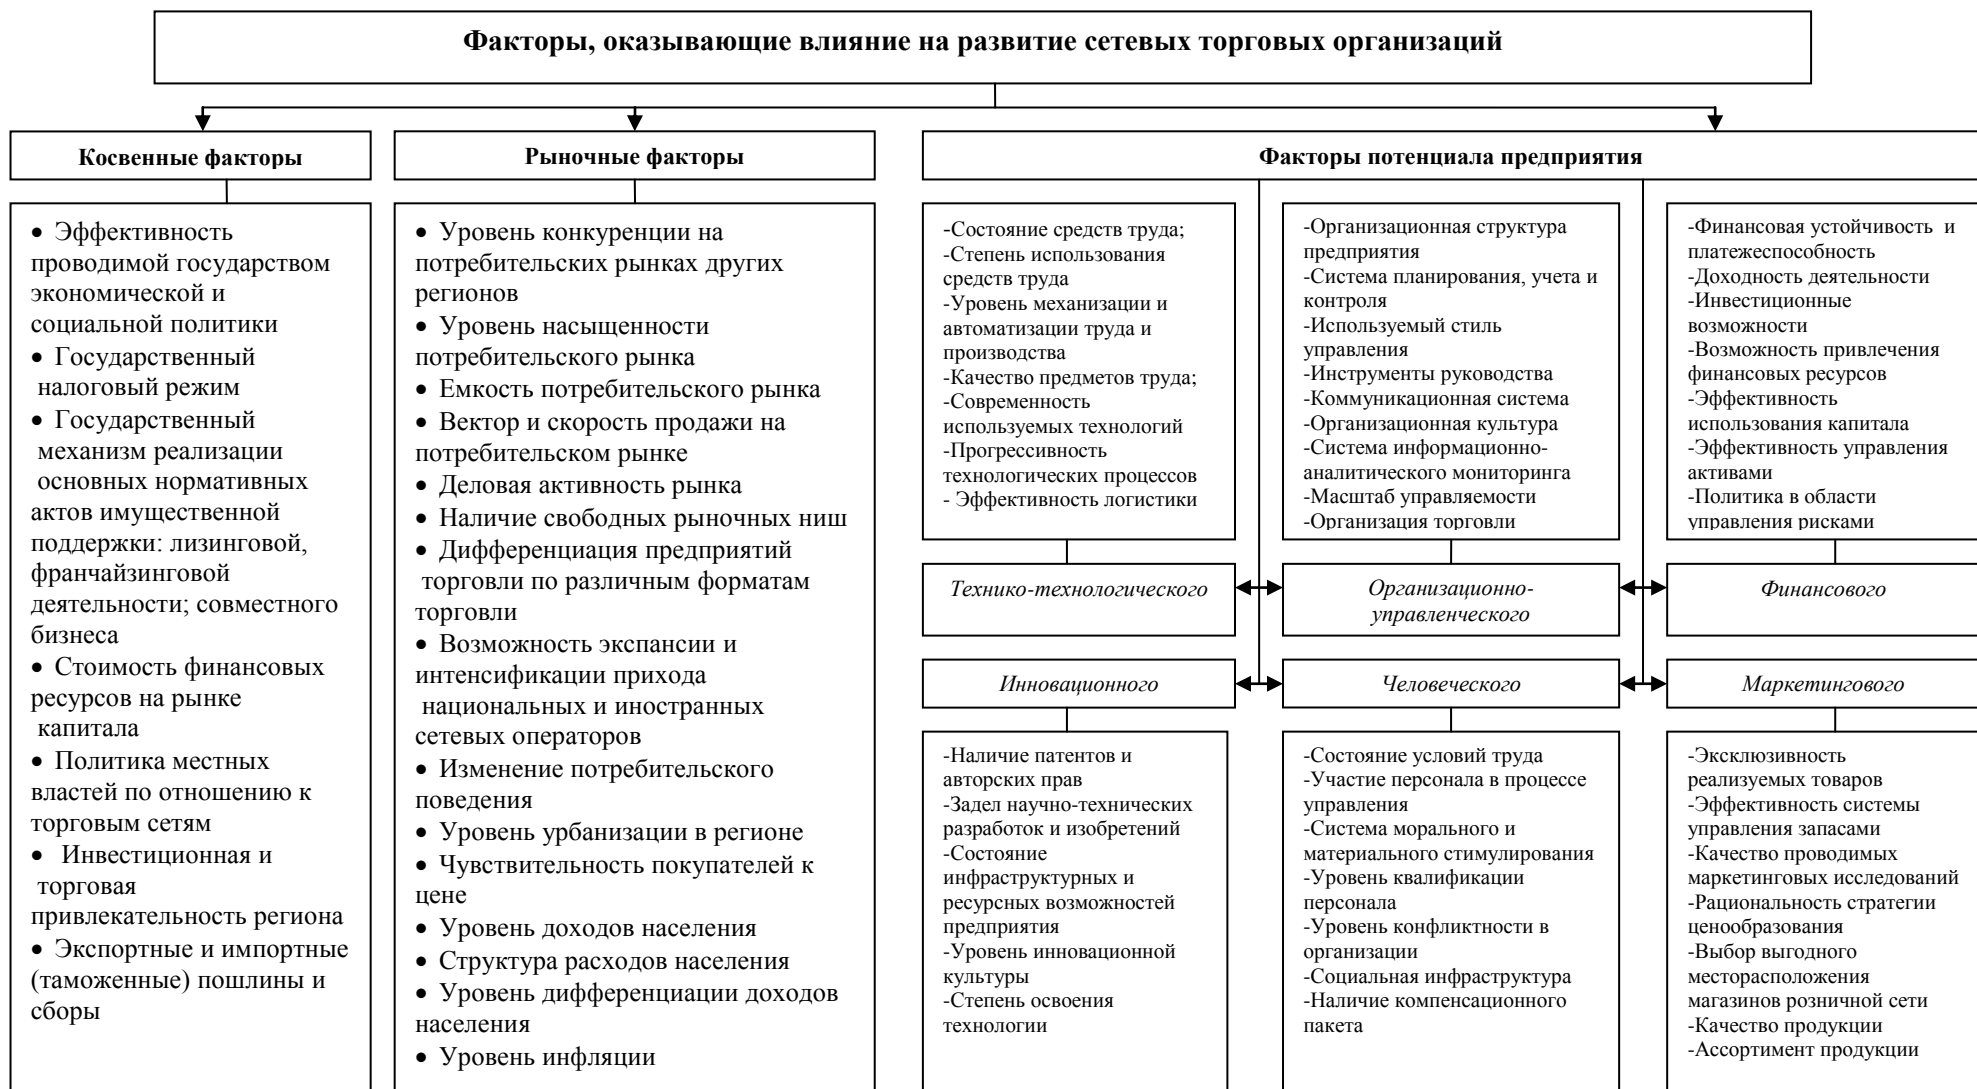 Факторы, оказывающие влияние на развитие сетевых торговых организаций
Косвенные факторы
• Эффективность
проводимой государством
экономической и
социальной политики
• Государственный
налоговый режим
• Государственный
механизм реализации
основных нормативных
актов имущественной
поддержки: лизинговой,
франчайзинговой
деятельности; совместного
бизнеса
• Стоимость финансовых
ресурсов на рынке
капитала
• Политика местных
властей по отношению к
торговым сетям
• Инвестиционная и
торговая
привлекательность региона
• Экспортные и импортные
(таможенные) пошлины и
сборы
Рыночные факторы
• Уровень конкуренции на
потребительских рынках других
регионов
• Уровень насыщенности
потребительского рынка
• Емкость потребительского рынка
• Вектор и скорость продажи на
потребительском рынке
• Деловая активность рынка
• Наличие свободных рыночных ниш
• Дифференциация предприятий
торговли по различным форматам
торговли
• Возможность экспансии и
интенсификации прихода
национальных и иностранных
сетевых операторов
• Изменение потребительского
поведения
• Уровень урбанизации в регионе
• Чувствительность покупателей к
цене
• Уровень доходов населения
• Структура расходов населения
• Уровень дифференциации доходов
населения
• Уровень инфляции
Факторы потенциала предприятия
-Состояние средств труда;
-Степень использования
средств труда
-Уровень механизации и
автоматизации труда и
производства
-Качество предметов труда;
-Современность
используемых технологий
-Прогрессивность
технологических процессов
- Эффективность логистики
Технико-технологического
-Организационная структура
предприятия
-Система планирования, учета и
контроля
-Используемый стиль
управления
-Инструменты руководства
-Коммуникационная система
-Организационная культура
-Система информационно-
аналитического мониторинга
-Масштаб управляемости
-Организация торговли
Организационно-
управленческого
-Финансовая устойчивость и
платежеспособность
-Доходность деятельности
-Инвестиционные
возможности
-Возможность привлечения
финансовых ресурсов
-Эффективность
использования капитала
-Эффективность управления
активами
-Политика в области
управления рисками
Финансового
Инновационного
-Наличие патентов и
авторских прав
-Задел научно-технических
разработок и изобретений
-Состояние
инфраструктурных и
ресурсных возможностей
предприятия
-Уровень инновационной
культуры
-Степень освоения
технологии
Человеческого
-Состояние условий труда
-Участие персонала в процессе
управления
-Система морального и
материального стимулирования
-Уровень квалификации
персонала
-Уровень конфликтности в
организации
-Социальная инфраструктура
-Наличие компенсационного
пакета
Маркетингового
-Эксклюзивность
реализуемых товаров
-Эффективность системы
управления запасами
-Качество проводимых
маркетинговых исследований
-Рациональность стратегии
ценообразования
-Выбор выгодного
месторасположения
магазинов розничной сети
-Качество продукции
-Ассортимент продукции